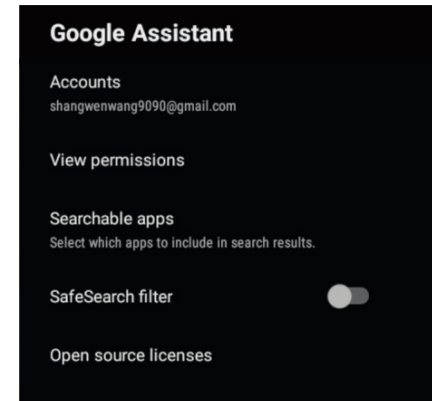 Google Assistant
Accounts
shangwenwang9090@gmail.com
View permissions
Searchable apps
Select which apps to include in search results.
SafeSearch filter
Open source licenses